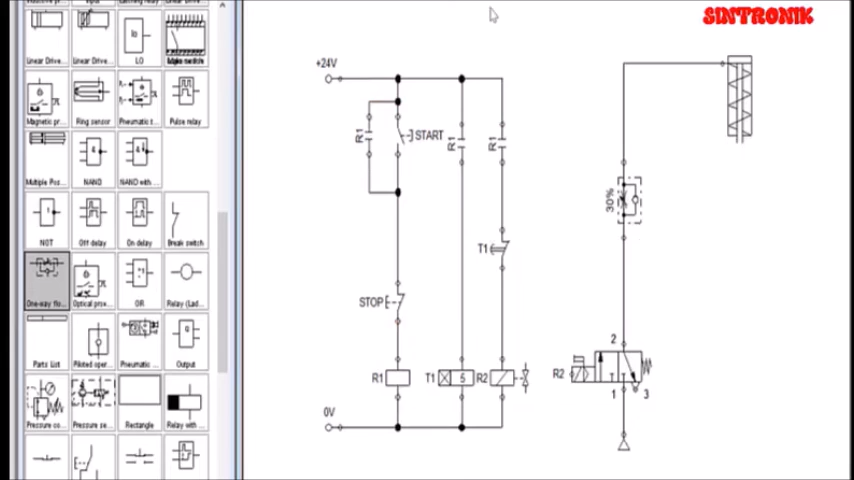 SINTRONIK
Linear Drive...
Linear Drive...
LO
Magnetic pr...
Ring sensor
Pneumatic s...
Pulse relay
Multiple Pos...
NAND
NAND with ...
NOT
Off delay
On delay
Break switch
One-way flo...
Optical prox...
OR
Relay (Lad...
Parts List
Piloted oper...
Pneumatic ...
Output
Pressure co...
Pressure se...
Rectangle
Relay with ...
+24V
R1
START
R1
R1
T1
STOP
R1
T1
5
R2
0V
30%
2
R2
1
3